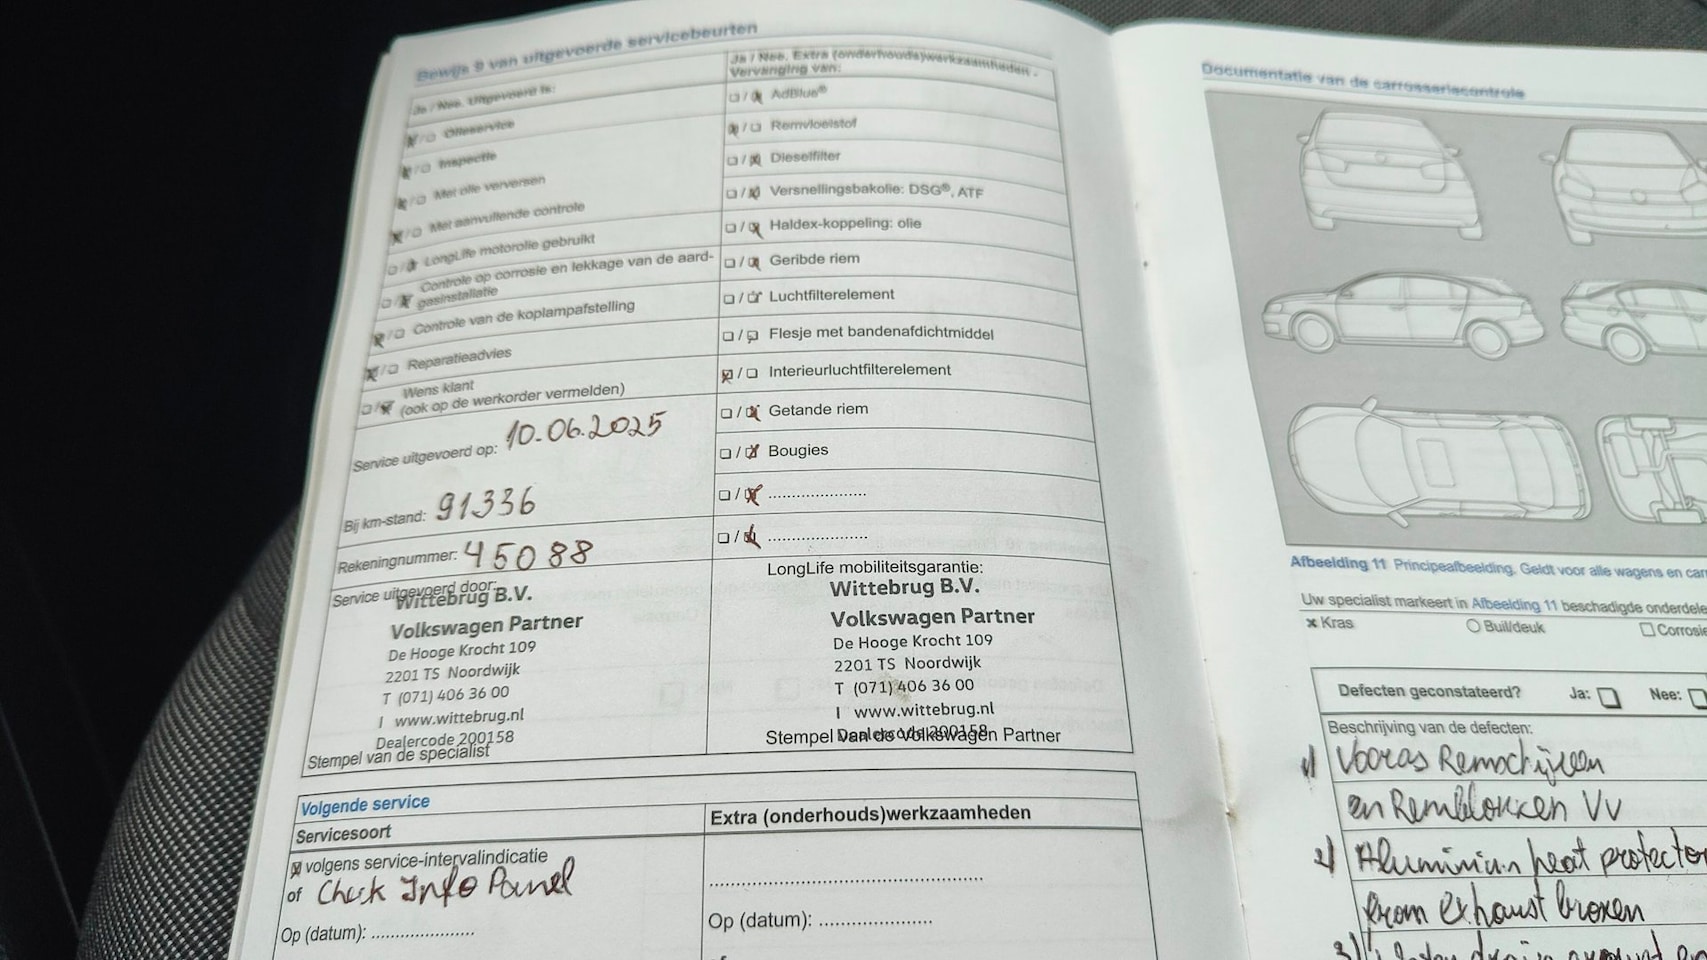 Bewijs 9 van uitgevoerde servicebeurten
Ja / Nee, Uitgevoerd is:
Olieservice
Inspectie
Met olie verversen
Met aanvullende controle
LongLife motorolie gebruikt
Controle op corrosie en lekkage van de aard-
gasinstallatie
Controle van de koplampafstelling
Reparatieadvies
Wens klant
(ook op de werkorder vermelden)
Service uitgevoerd op: 10.06.2025
Bij km-stand: 91336
Rekeningnummer: 45088
Service uitgevoerd door:
Wittebrug B.V.
Volkswagen Partner
De Hooge Krocht 109
2201 TS Noordwijk
T (071) 406 36 00
I www.wittebrug.nl
Dealercode 200158
Stempel van de specialist
Ja / Nee, Extra (onderhouds)werkzaamheden -
Vervanging van:
AdBlue®
Remvloeistof
Dieselfilter
Versnellingsbakolie: DSG®, ATF
Haldex-koppeling: olie
Geribde riem
Luchtfilterelement
Flesje met bandenafdichtmiddel
Interieurluchtfilterelement
Getande riem
Bougies
LongLife mobiliteitsgarantie:
Wittebrug B.V.
Volkswagen Partner
De Hooge Krocht 109
2201 TS Noordwijk
T (071) 406 36 00
I www.wittebrug.nl
Dealercode 200158
Stempel van de Volkswagen Partner
Volgende service
Servicesoort
volgens service-intervalindicatie
of Check Info Panel
Op (datum):
Extra (onderhouds)werkzaamheden
Op (datum):
Documentatie van de carrosseriecontrole
Afbeelding 11 Principeafbeelding. Geldt voor alle wagens en
Uw specialist markeert in Afbeelding 11 beschadigde
Kras
Buil/deuk
Defecten geconstateerd? Ja: Nee:
Beschrijving van de defecten:
1) Vooras Remschijven
en Remblokken VV
2) Aluminium heat protector
from exhaust broken
3)